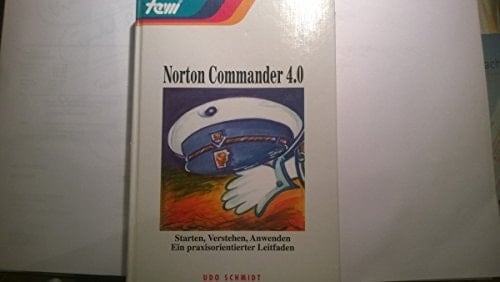 tewi
Norton Commander 4.0
Starten, Verstehen, Anwenden
Ein praxisorientierter Leitfaden
UDO SCHMIDT